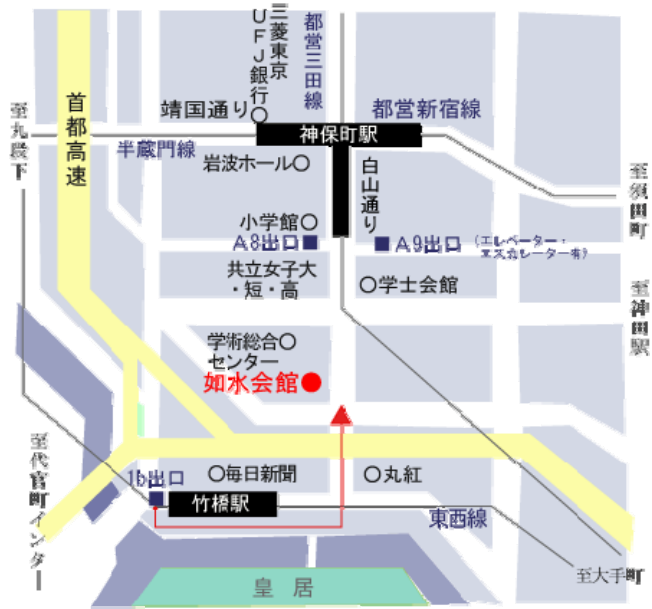 三菱東京
UFJ銀行
都営三田線
首都高速
靖国通り
都営新宿線
至九段下
神保町駅
半蔵門線
岩波ホール
白山通り
至須田町
小学館
A8出口
A9出口
(エレベーター・
エスカレーター有)
共立女子大
・短・高
学士会館
至神田駅
学術総合
センター
如水会館
至代官町インター
1b出口
毎日新聞
丸紅
竹橋駅
東西線
皇居
至大手町